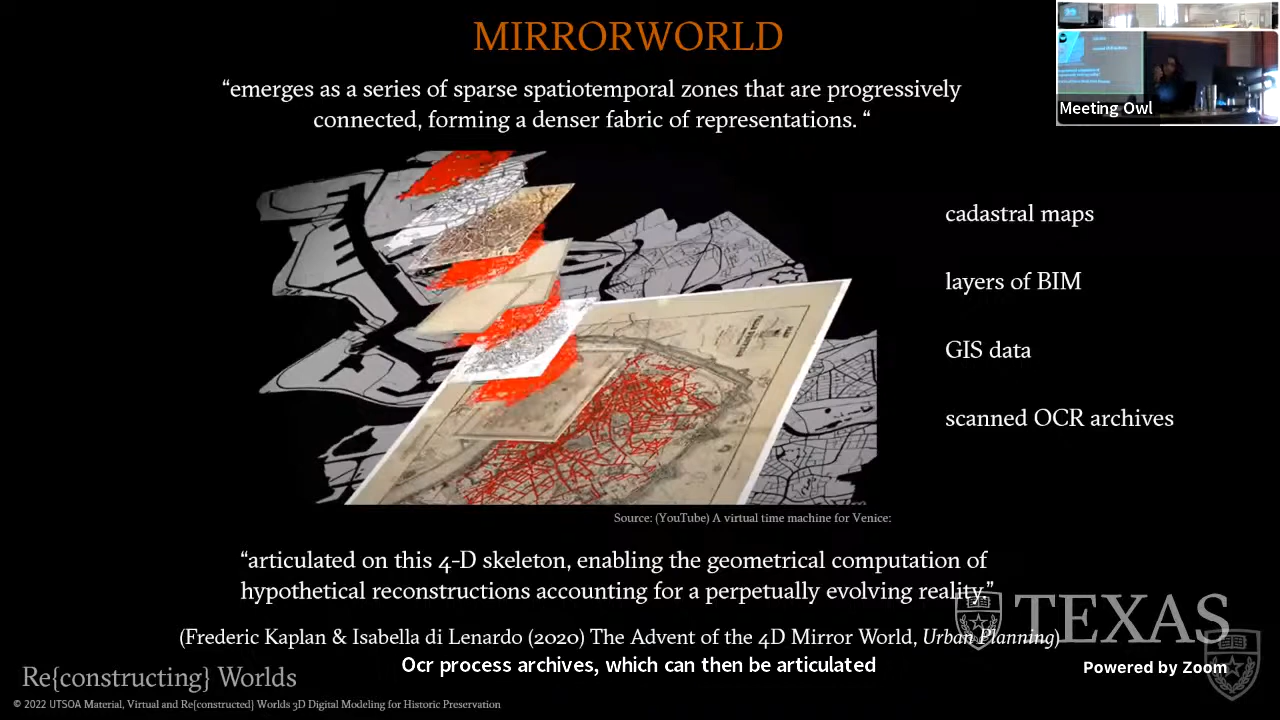 MIRRORWORLD
“emerges as a series of sparse spatiotemporal zones that are progressively
connected, forming a denser fabric of representations. “
Meeting Owl
cadastral maps
layers of BIM
GIS data
scanned OCR archives
Source: (YouTube) A virtual time machine for Venice:
“articulated on this 4-D skeleton, enabling the geometrical computation of
hypothetical reconstructions accounting for a perpetually evolving reality.”
TEXAS
(Frederic Kaplan & Isabella di Lenardo (2020) The Advent of the 4D Mirror World, Urban Planning)
Ocr process archives, which can then be articulated
Powered by Zoom
Re{constructing} Worlds
© 2022 UTSOA Material, Virtual and Re{constructed} Worlds 3D Digital Modeling for Historic Preservation